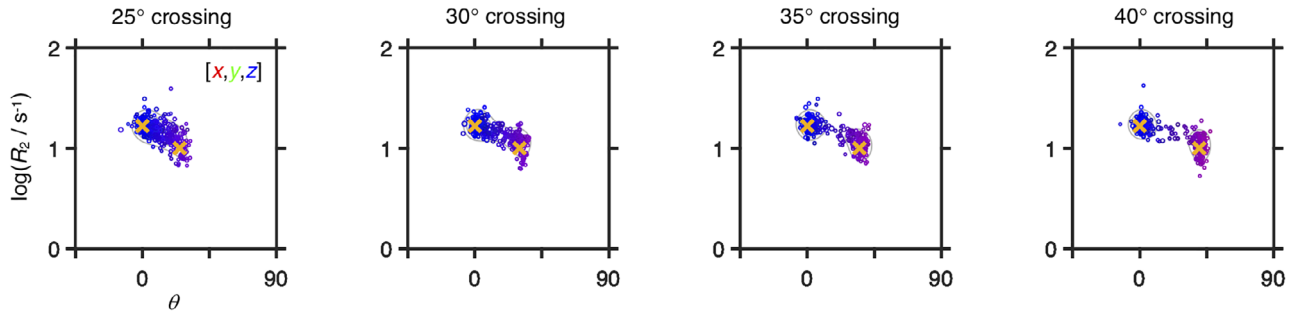 25° crossing 30° crossing 35° crossing 40° crossing
2 2 2 2
[x,y,z]
log(R₂ / s⁻¹)
1 1 1 1
0 0 0 0
0 90 0 90 0 90 0 90
θ